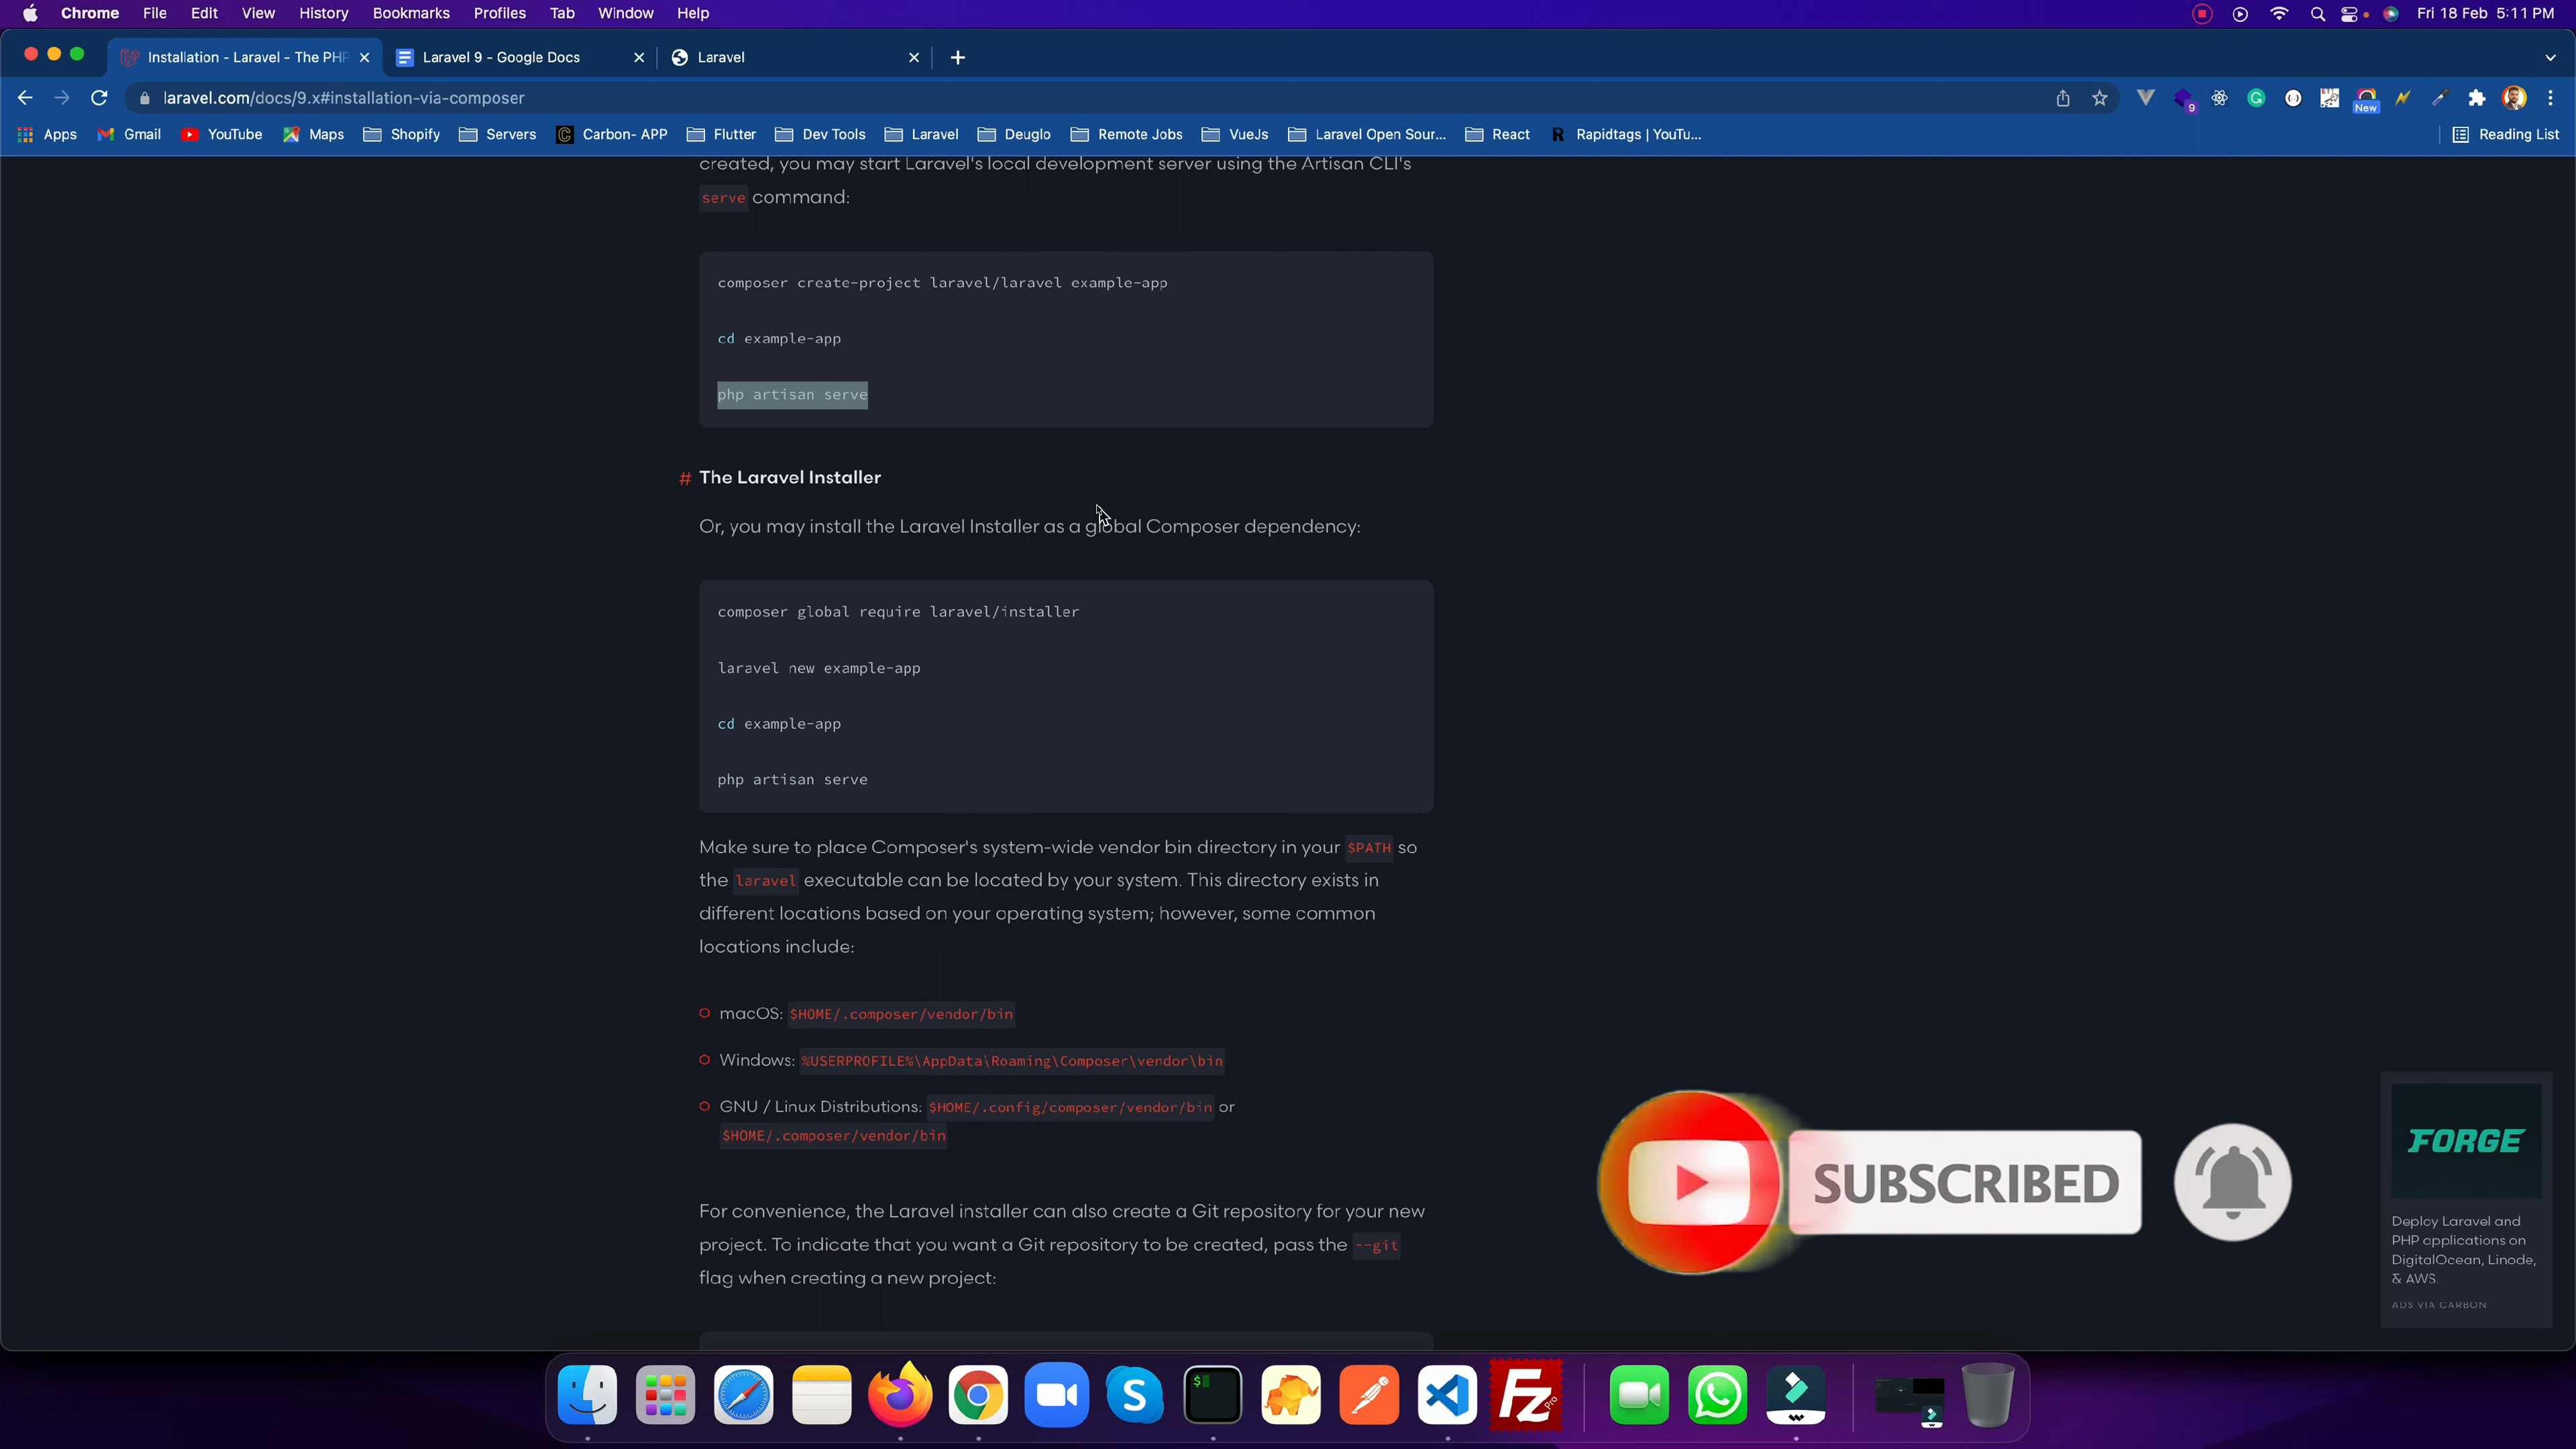 Chrome File Edit View History Bookmarks Profiles Tab Window Help Fri 18 Feb 5:11 PM
Installation - Laravel - The PHP Laravel 9 - Google Docs Laravel
laravel.com/docs/9.x#installation-via-composer
9 New
Apps Gmail YouTube Maps Shopify Servers Carbon- APP Flutter Dev Tools Laravel Deuglo Remote Jobs VueJs Laravel Open Sour... React Rapidtags | YouTu... Reading List
created, you may start Laravel's local development server using the Artisan CLI's
serve command:
composer create-project laravel/laravel example-app
cd example-app
php artisan serve
# The Laravel Installer
Or, you may install the Laravel Installer as a global Composer dependency:
composer global require laravel/installer
laravel new example-app
cd example-app
php artisan serve
Make sure to place Composer's system-wide vendor bin directory in your $PATH so
the laravel executable can be located by your system. This directory exists in
different locations based on your operating system; however, some common
locations include:
macOS: $HOME/.composer/vendor/bin
Windows: %USERPROFILE%\AppData\Roaming\Composer\vendor\bin
GNU / Linux Distributions: $HOME/.config/composer/vendor/bin or
$HOME/.composer/vendor/bin
For convenience, the Laravel installer can also create a Git repository for your new
project. To indicate that you want a Git repository to be created, pass the --git
flag when creating a new project:
SUBSCRIBED
FORGE
Deploy Laravel and
PHP applications on
DigitalOcean, Linode,
& AWS.
ADS VIA CARBON
S
$
Fz
Pro